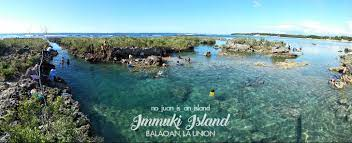 no juan is an island
Immuki Island
BALAOAN, LA UNION